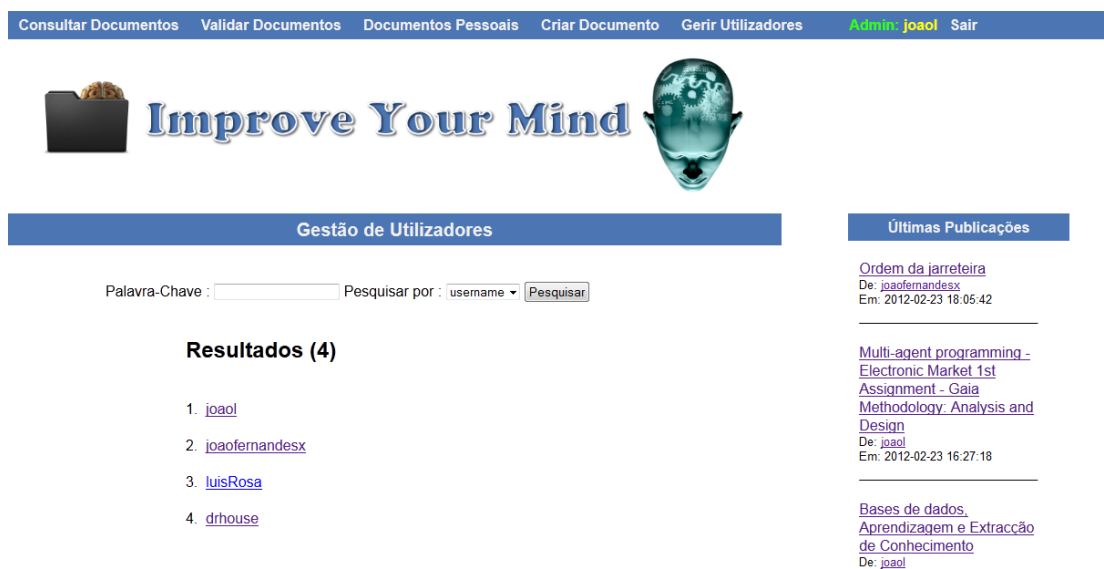 Consultar Documentos Validar Documentos Documentos Pessoais Criar Documento Gerir Utilizadores Admin: joaol Sair
Improve Your Mind
Gestão de Utilizadores
Palavra-Chave : Pesquisar por : username Pesquisar
Resultados (4)
1. joaol
2. joaofernandesx
3. luisRosa
4. drhouse
Últimas Publicações
Ordem da jarreteira
De: joaofernandesx
Em: 2012-02-23 18:05:42
Multi-agent programming -
Electronic Market 1st
Assignment - Gaia
Methodology: Analysis and
Design
De: joaol
Em: 2012-02-23 16:27:18
Bases de dados,
Aprendizagem e Extracção
de Conhecimento
De: joaol